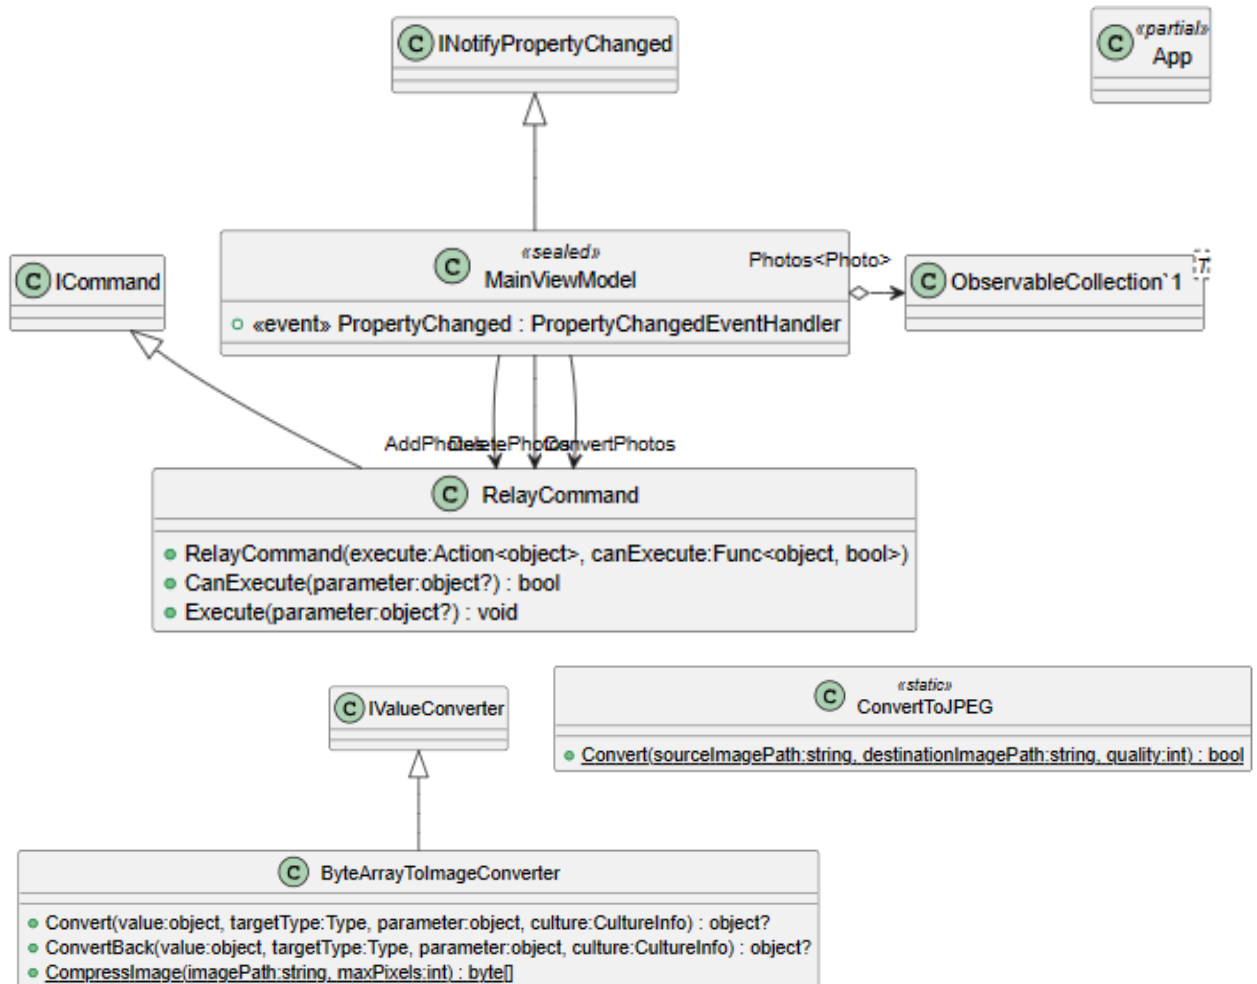 C INotifyPropertyChanged
«partial»
C App
«sealed»
C MainViewModel
«event» PropertyChanged : PropertyChangedEventHandler
C ICommand
Photos<Photo>
C ObservableCollection`1
T
AddPhotos
DeletePhotos
ConvertPhotos
C RelayCommand
RelayCommand(execute:Action<object>, canExecute:Func<object, bool>)
CanExecute(parameter:object?) : bool
Execute(parameter:object?) : void
C IValueConverter
«static»
C ConvertToJPEG
Convert(sourceImagePath:string, destinationImagePath:string, quality:int) : bool
C ByteArrayToImageConverter
Convert(value:object, targetType:Type, parameter:object, culture:CultureInfo) : object?
ConvertBack(value:object, targetType:Type, parameter:object, culture:CultureInfo) : object?
CompressImage(imagePath:string, maxPixels:int) : byte[]